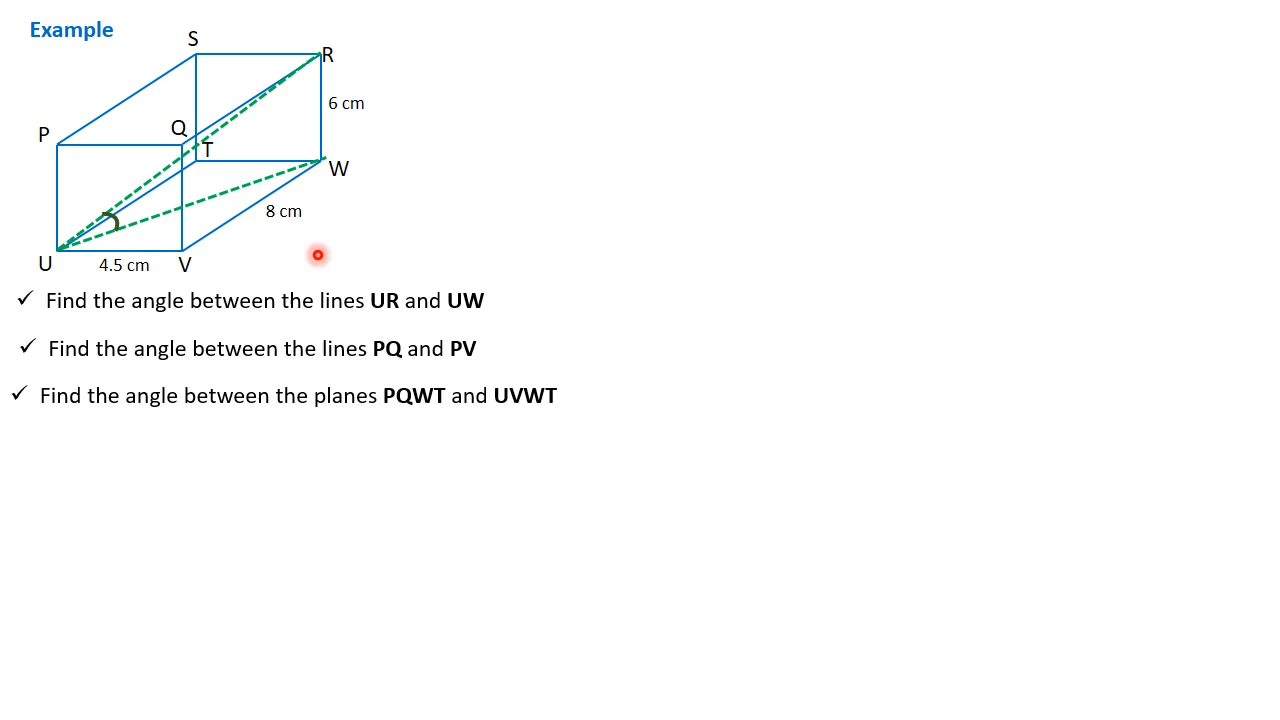 Example
S
R
6 cm
P
Q
T
W
8 cm
U
4.5 cm
V
✓ Find the angle between the lines UR and UW
✓ Find the angle between the lines PQ and PV
✓ Find the angle between the planes PQWT and UVWT